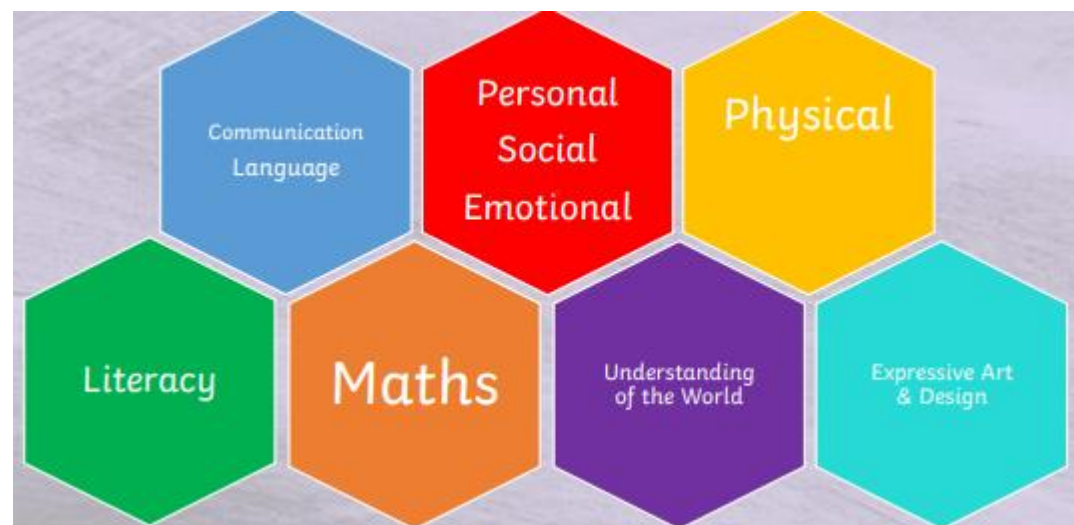 Communication
Language
Personal
Social
Emotional
Physical
Literacy
Maths
Understanding
of the World
Expressive Art
& Design